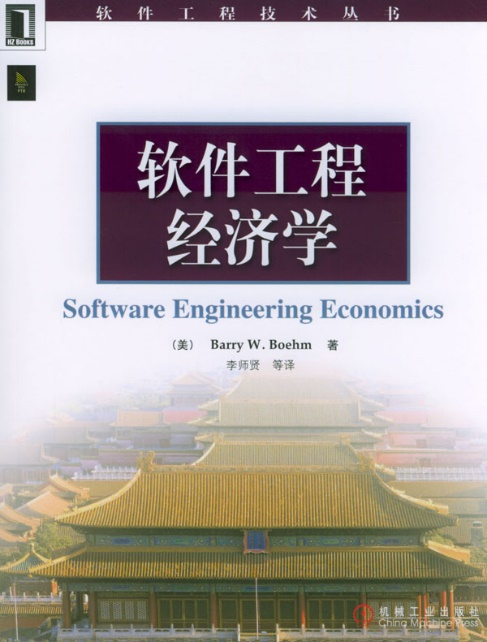 软件工程技术丛书
HZ BOOKS
软件工程
经济学
Software Engineering Economics
(美) Barry W. Boehm 著
李师贤 等译
机械工业出版社
China Machine Press